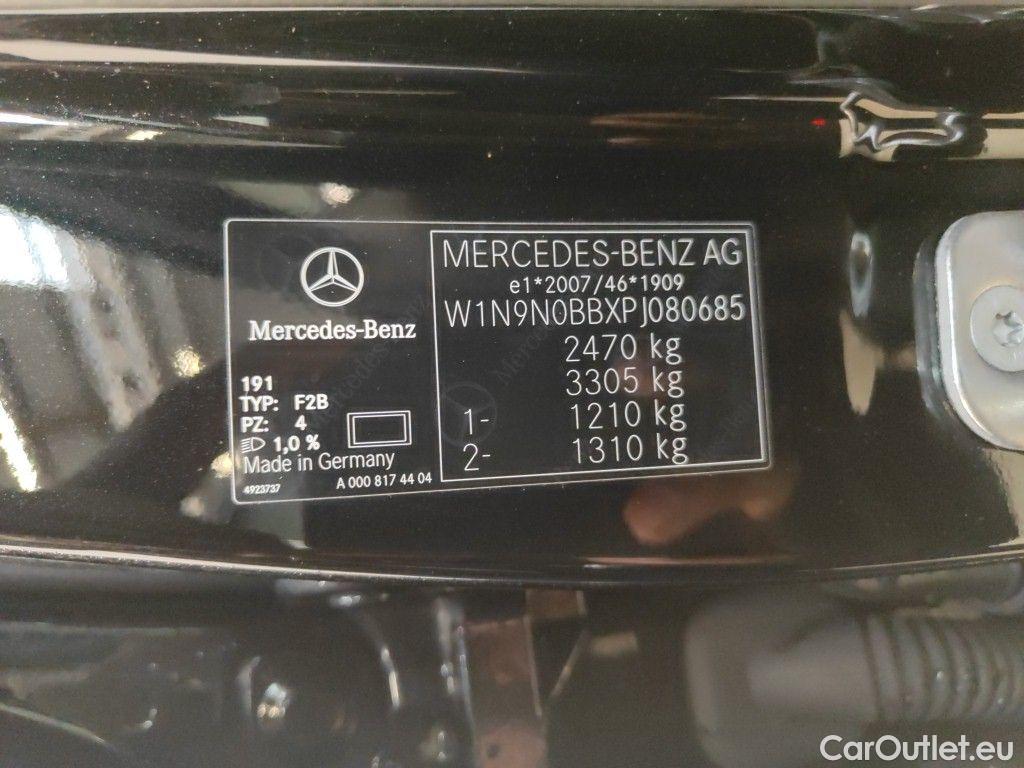 Mercedes-Benz
191
TYP: F2B
PZ: 4
1,0 %
Made in Germany
4923737
A 000 817 44 04
MERCEDES-BENZ AG
e1*2007/46*1909
W1N9N0BBXPJ080685
2470 kg
3305 kg
1- 1210 kg
2- 1310 kg
CarOutlet.eu